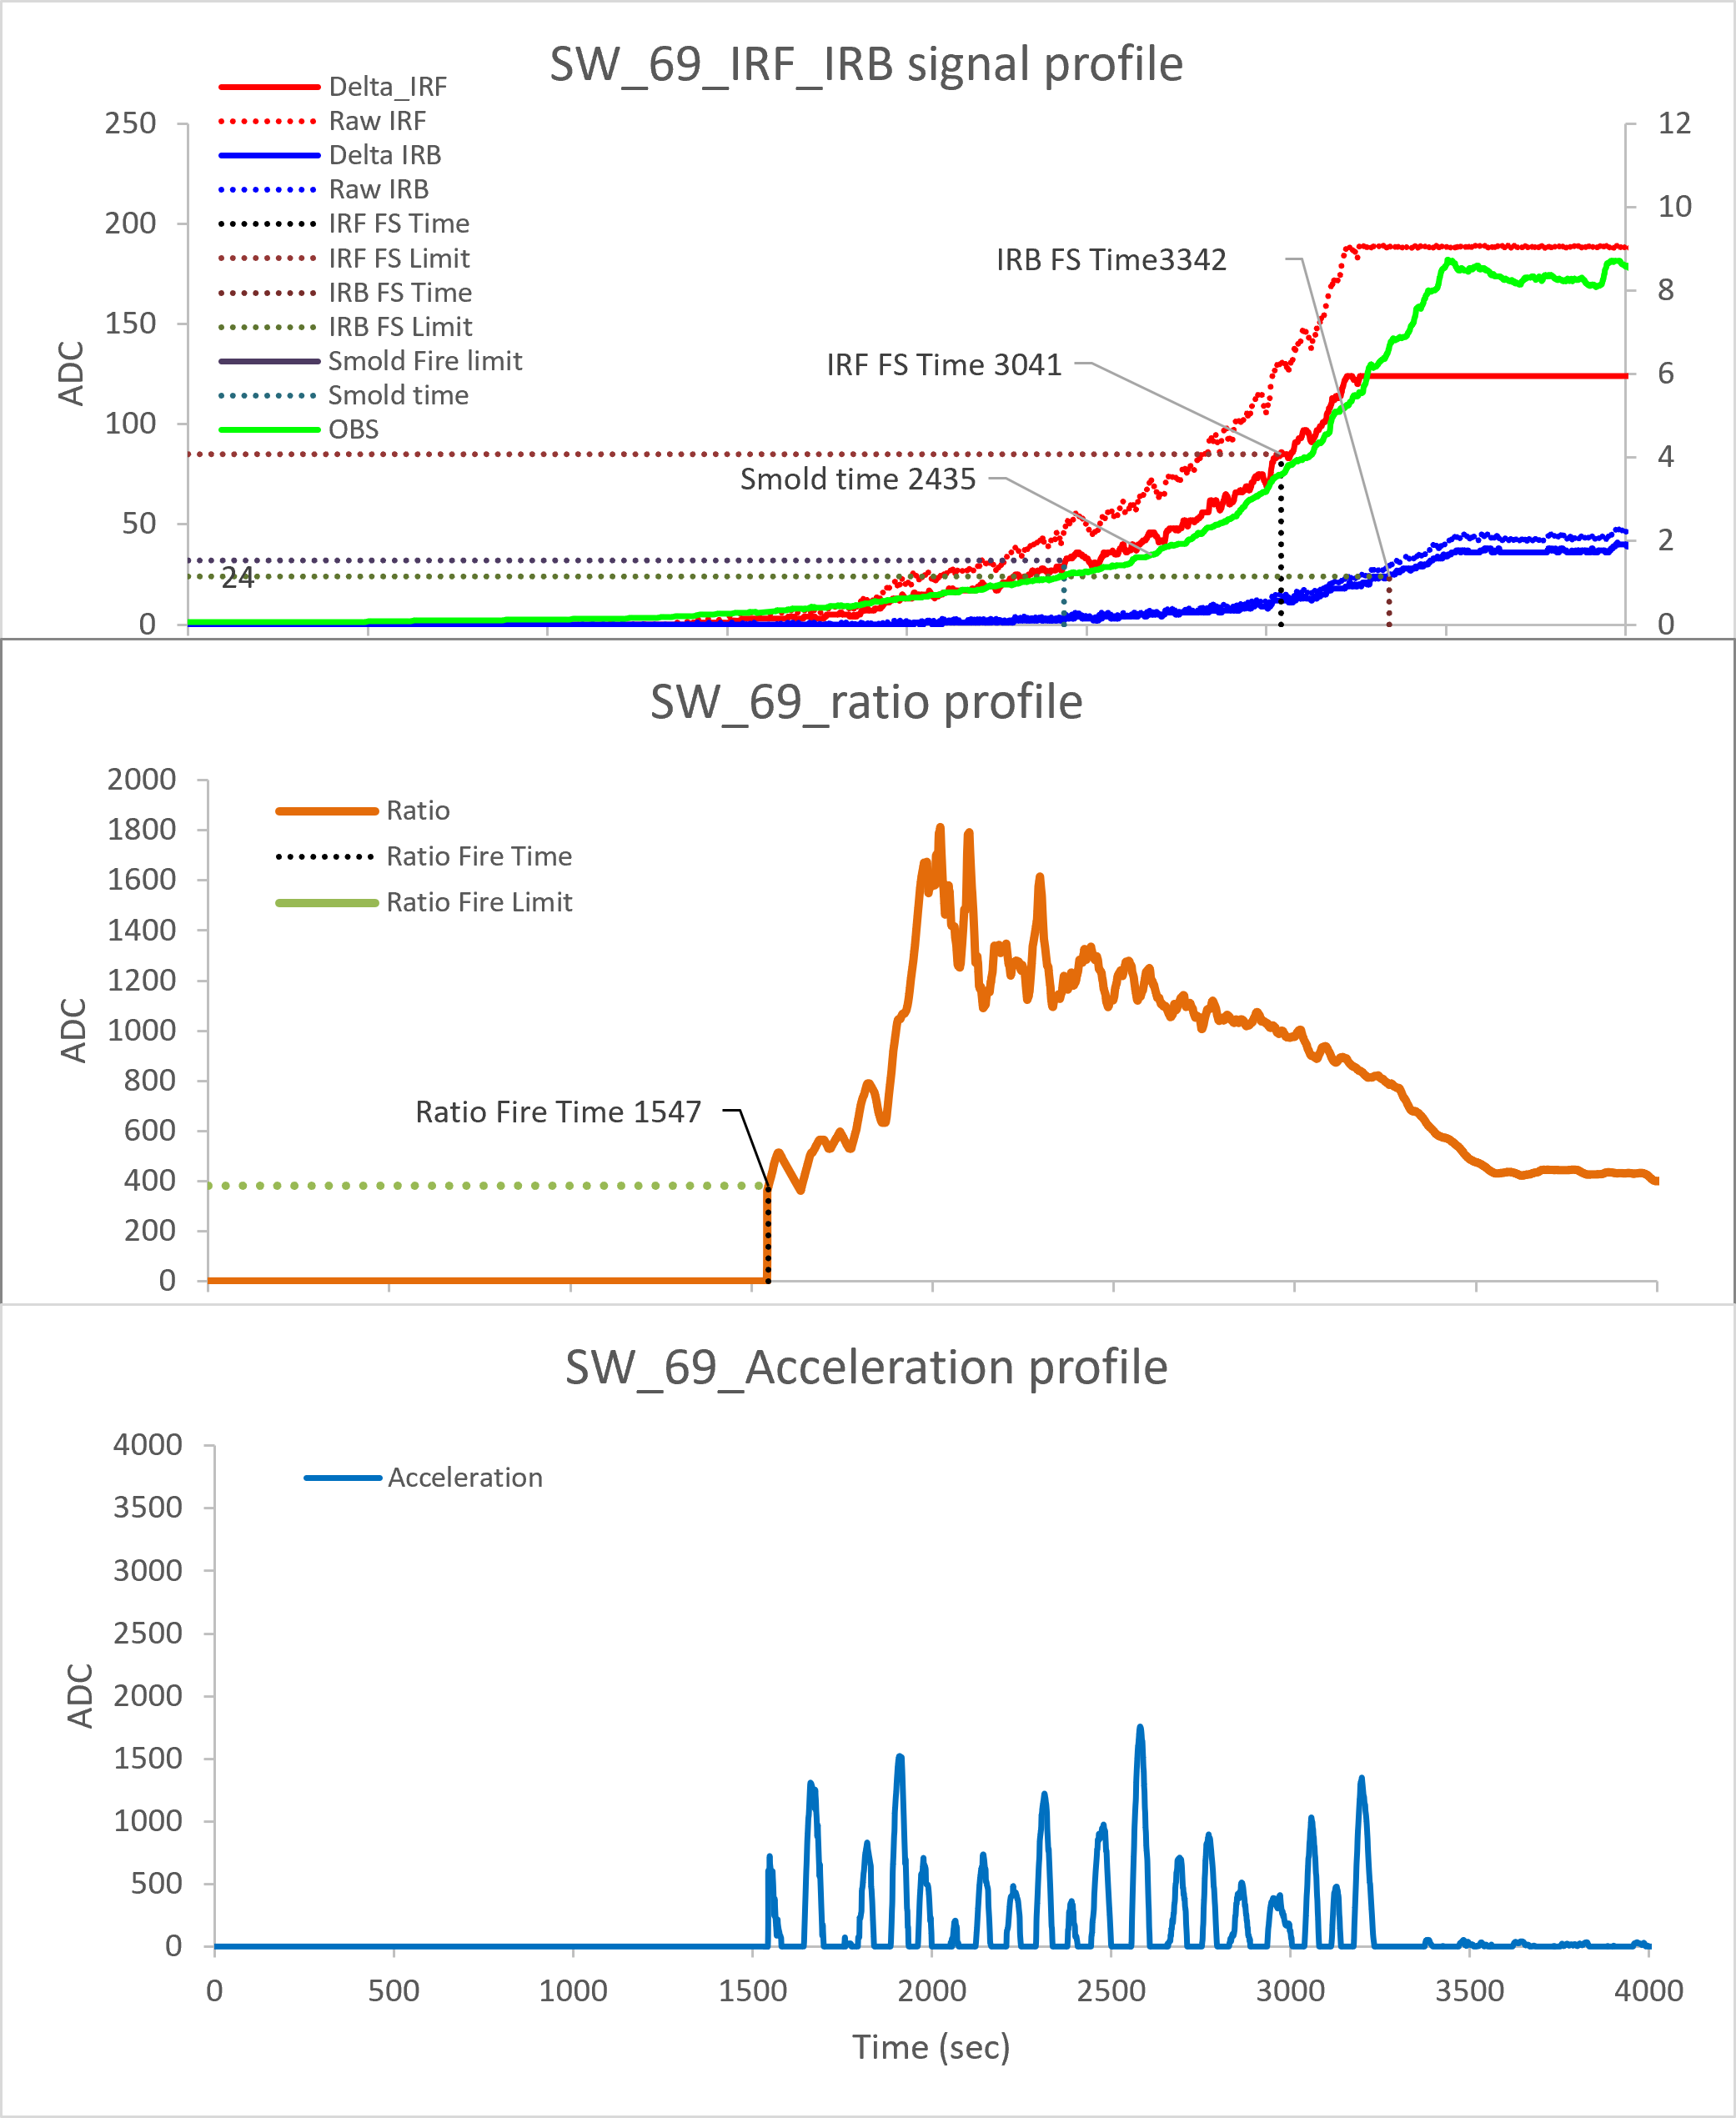 SW_69_IRF_IRB signal profile
Delta_IRF
Raw IRF
Delta IRB
Raw IRB
IRF FS Time
IRF FS Limit
IRB FS Time
IRB FS Limit
Smold Fire limit
Smold time
OBS
250
200
150
100
50
0
ADC
12
10
8
6
4
2
0
IRB FS Time3342
IRF FS Time 3041
Smold time 2435
24
SW_69_ratio profile
2000
1800
1600
1400
1200
1000
800
600
400
200
0
ADC
Ratio
Ratio Fire Time
Ratio Fire Limit
Ratio Fire Time 1547
SW_69_Acceleration profile
4000
3500
3000
2500
2000
1500
1000
500
0
ADC
Acceleration
0 500 1000 1500 2000 2500 3000 3500 4000
Time (sec)